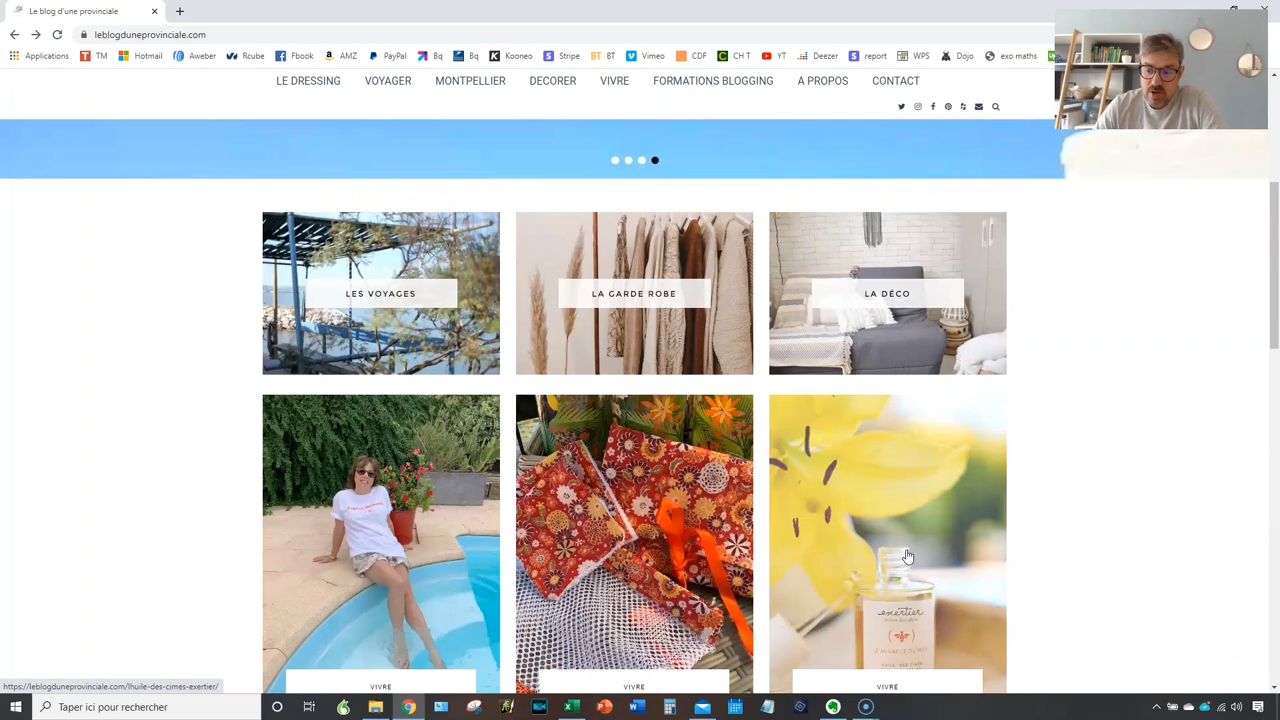 Le blog d'une provinciale
leblogduneprovinciale.com
Applications TM Hotmail Aweber Rcube Fbook AMZ PayPal Bq Bq Kooneo Stripe BT BT Vimeo CDF CH T YT Deezer report WPS Dojo exo maths
LE DRESSING VOYAGER MONTPELLIER DECORER VIVRE FORMATIONS BLOGGING A PROPOS CONTACT
LES VOYAGES LA GARDE ROBE LA DÉCO
exertier
VIVRE VIVRE VIVRE
https://leblogduneprovinciale.com/lhuile-des-cimes-exertier/
Taper ici pour rechercher